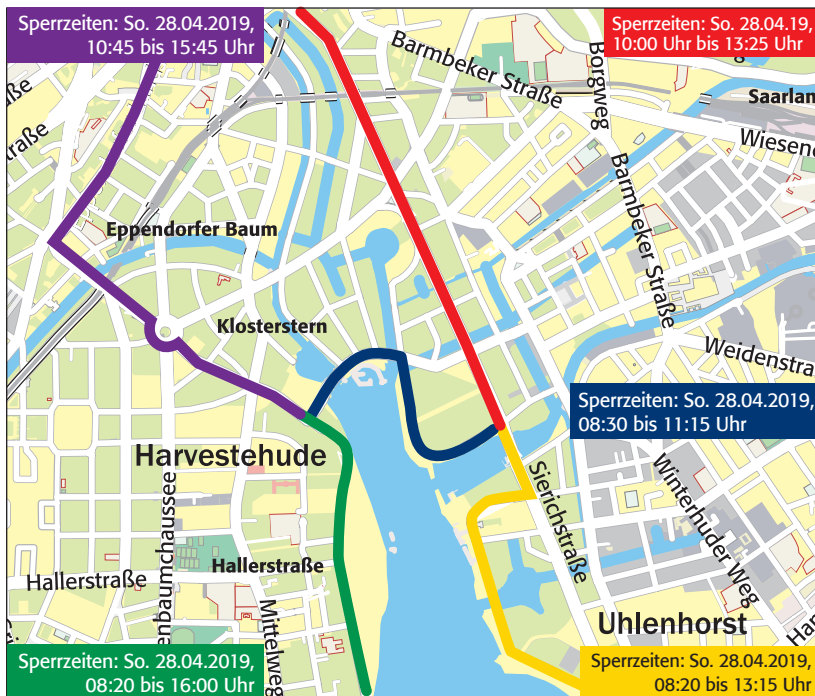 Sperrzeiten: So. 28.04.2019,
10:45 bis 15:45 Uhr
Sperrzeiten: So. 28.04.19,
10:00 Uhr bis 13:25 Uhr
Barmbeker Straße
Borgweg
Saarlan
Wiesen
straße
Barmbeker Straße
Eppendorfer Baum
Klosterstern
Weidenstra
Sperrzeiten: So. 28.04.2019,
08:30 bis 11:15 Uhr
Harvestehude
Sierichstraße
Winterhuder Weg
enbaumchaussee
Hallerstraße
Hallerstraße
Mittelweg
Uhlenhorst
Ha
Sperrzeiten: So. 28.04.2019,
08:20 bis 16:00 Uhr
Sperrzeiten: So. 28.04.2019,
08:20 bis 13:15 Uhr